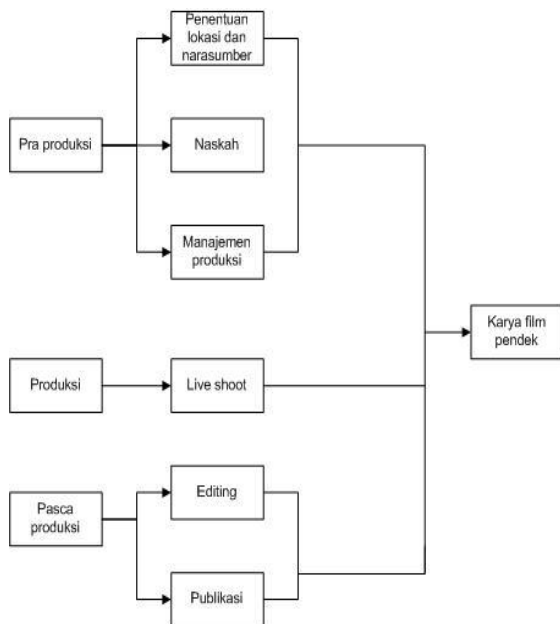 Penentuan
lokasi dan
narasumber
Pra produksi
Naskah
Manajemen
produksi
Karya film
pendek
Produksi
Live shoot
Pasca
produksi
Editing
Publikasi